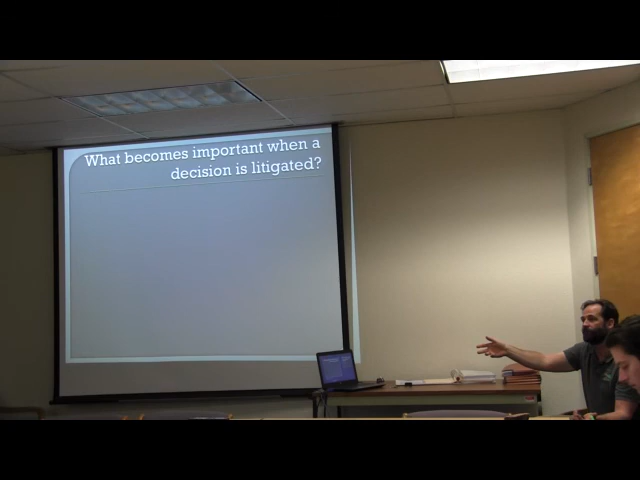 What becomes important when a
decision is litigated?